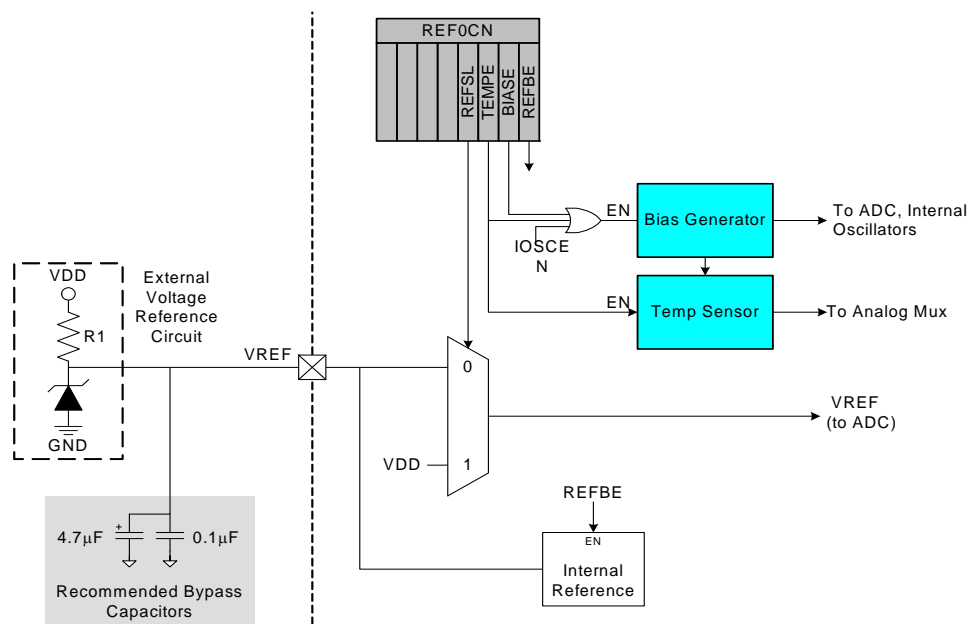 REF0CN
REFSL
TEMPE
BIASE
REFBE
EN
Bias Generator
To ADC, Internal
Oscillators
IOSCE
N
EN
Temp Sensor
To Analog Mux
VDD
R1
GND
External
Voltage
Reference
Circuit
VREF
0
1
VDD
VREF
(to ADC)
REFBE
EN
Internal
Reference
+
4.7µF
0.1µF
Recommended Bypass
Capacitors